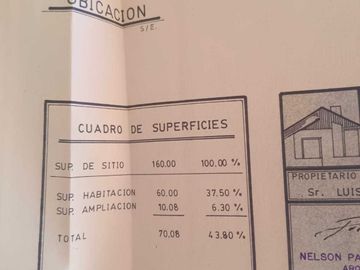 UBICACION
S/E.
CUADRO DE SUPERFICIES
SUP. DE SITIO 160.00 100.00 %
SUP. HABITACION 60.00 37.50 %
SUP. AMPLIACION 10.08 6.30 %
TOTAL 70.08 43.80 %
PROPIETARIO
Sr. LUIS
NELSON PA